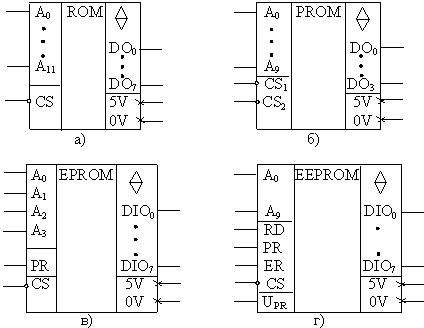 A0 ROM
DO0
A11
DO7
CS 5V
0V
а)
A0 PROM
DO0
A9
CS1 DO3
CS2 5V
0V
б)
A0 EPROM
A1
A2 DIO0
A3
PR DIO7
CS 5V
0V
в)
A0 EEPROM
A9 DIO0
RD
PR
ER DIO7
CS 5V
UPR 0V
г)